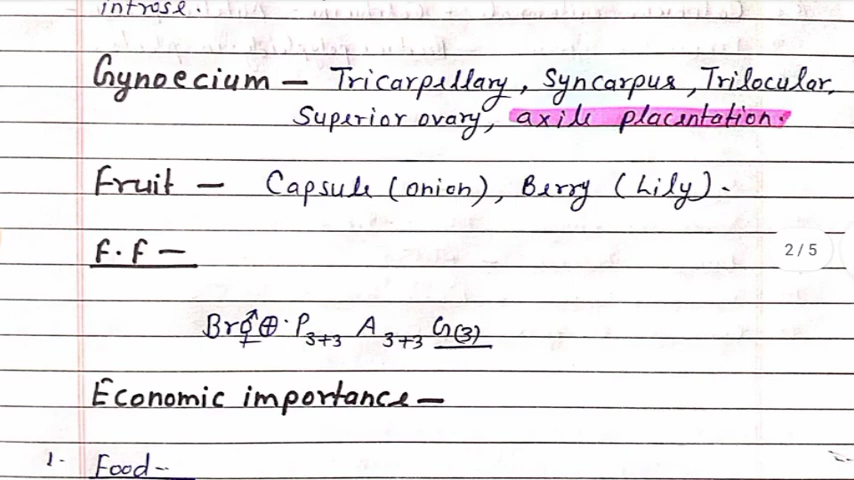 introse.
Gynoecium — Tricarpellary, Syncarpus, Trilocular,
Superior ovary, axile placentation.
Fruit — Capsule (onion), Berry (Lily).
F.F —
2/5
Br⚥⊕ · P3+3 A3+3 G(3)
Economic importance —
1. Food -